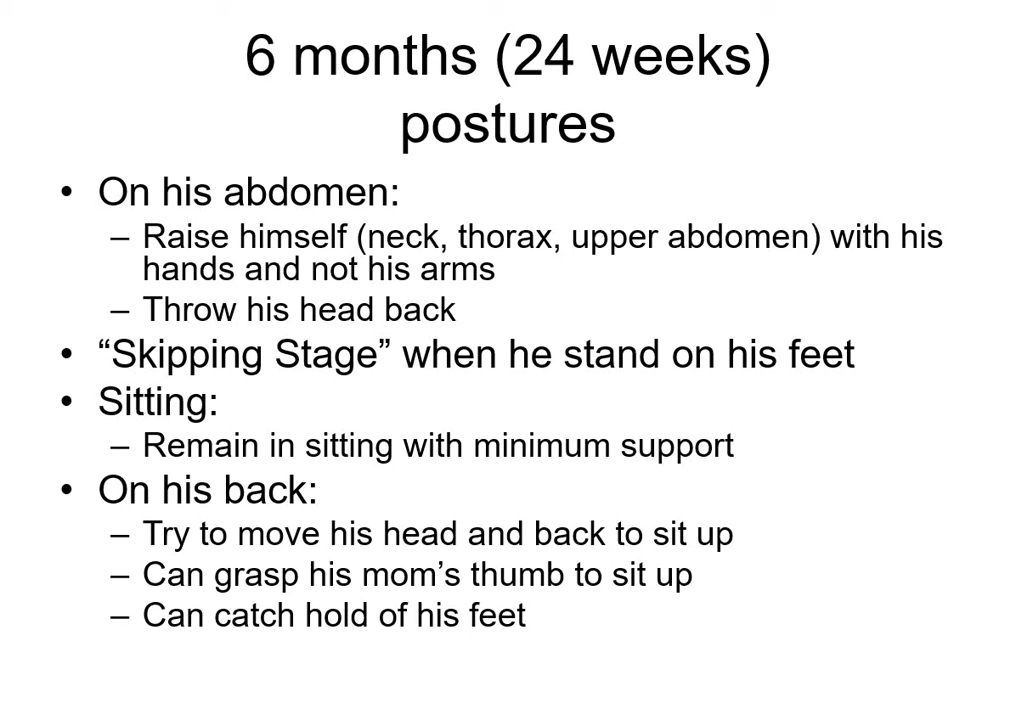 6 months (24 weeks)
postures
• On his abdomen:
– Raise himself (neck, thorax, upper abdomen) with his
hands and not his arms
– Throw his head back
• “Skipping Stage” when he stand on his feet
• Sitting:
– Remain in sitting with minimum support
• On his back:
– Try to move his head and back to sit up
– Can grasp his mom’s thumb to sit up
– Can catch hold of his feet